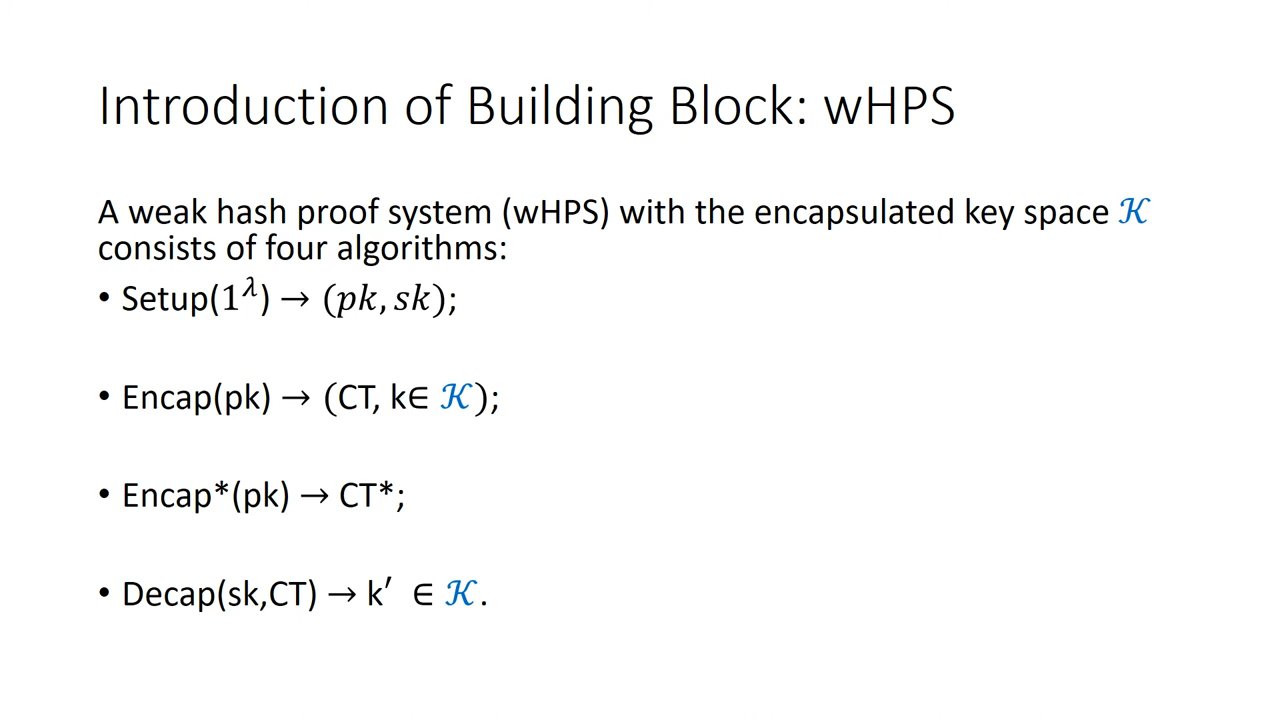 Introduction of Building Block: wHPS
A weak hash proof system (wHPS) with the encapsulated key space 𝒦
consists of four algorithms:
• Setup(1^λ) → (𝑝𝑘, 𝑠𝑘);
• Encap(pk) → (CT, k∈ 𝒦);
• Encap*(pk) → CT*;
• Decap(sk,CT) → k′ ∈ 𝒦.